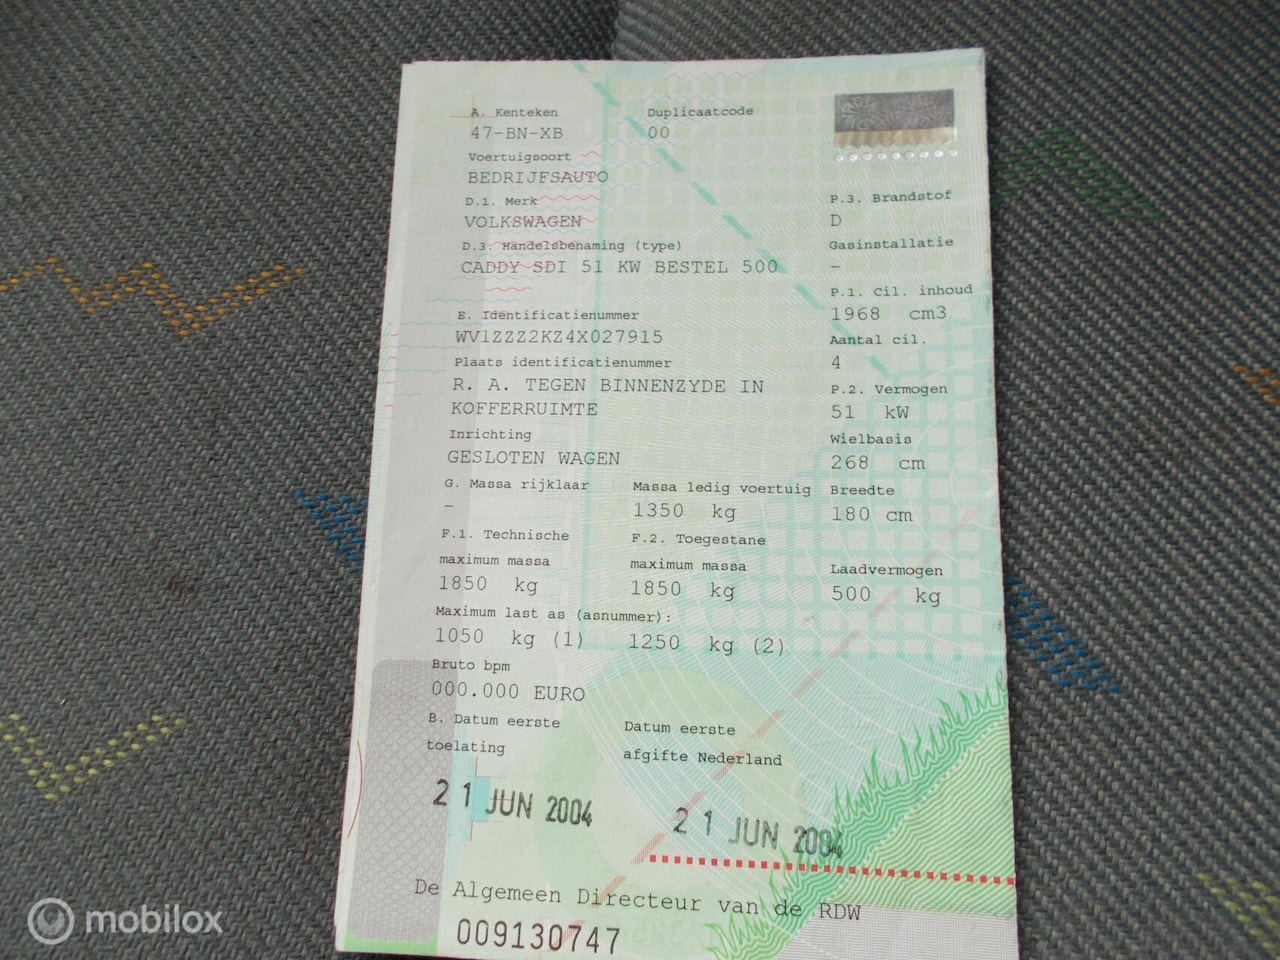 A. Kenteken Duplicaatcode
47-BN-XB 00
Voertuigsoort
BEDRIJFSAUTO
D.1. Merk P.3. Brandstof
VOLKSWAGEN D
D.3. Handelsbenaming (type) Gasinstallatie
CADDY SDI 51 KW BESTEL 500 –
P.1. Cil. inhoud
E. Identificatienummer 1968 cm3
WV1ZZZ2KZ4X027915 Aantal cil.
Plaats identificatienummer 4
R. A. TEGEN BINNENZYDE IN P.2. Vermogen
KOFFERRUIMTE 51 kW
Inrichting Wielbasis
GESLOTEN WAGEN 268 cm
G. Massa rijklaar Massa ledig voertuig Breedte
– 1350 kg 180 cm
F.1. Technische F.2. Toegestane
maximum massa maximum massa Laadvermogen
1850 kg 1850 kg 500 kg
Maximum last as (asnummer):
1050 kg (1) 1250 kg (2)
Bruto bpm
000.000 EURO
B. Datum eerste Datum eerste
toelating afgifte Nederland
21 JUN 2004 21 JUN 2004
De Algemeen Directeur van de RDW
009130747
mobilox